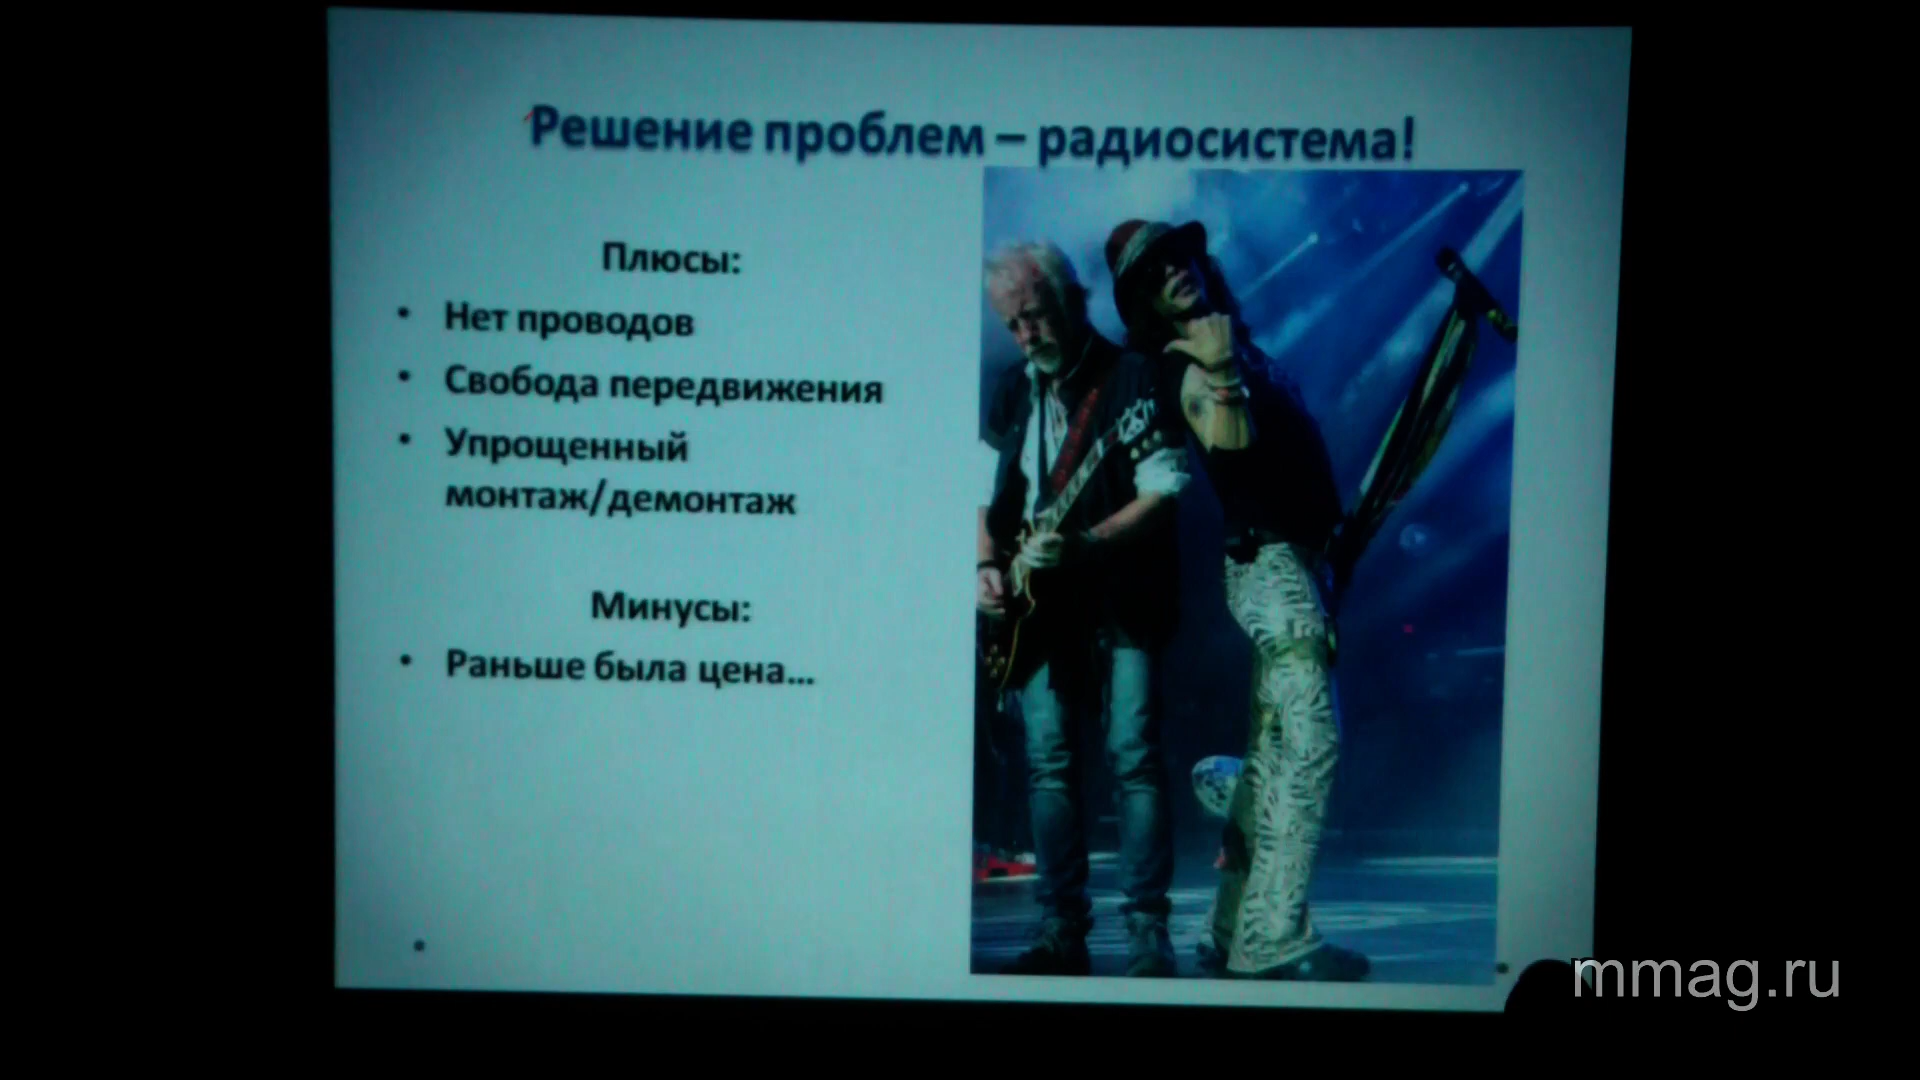 Решение проблем – радиосистема!
Плюсы:
• Нет проводов
• Свобода передвижения
• Упрощенный
монтаж/демонтаж
Минусы:
• Раньше была цена...
mmag.ru